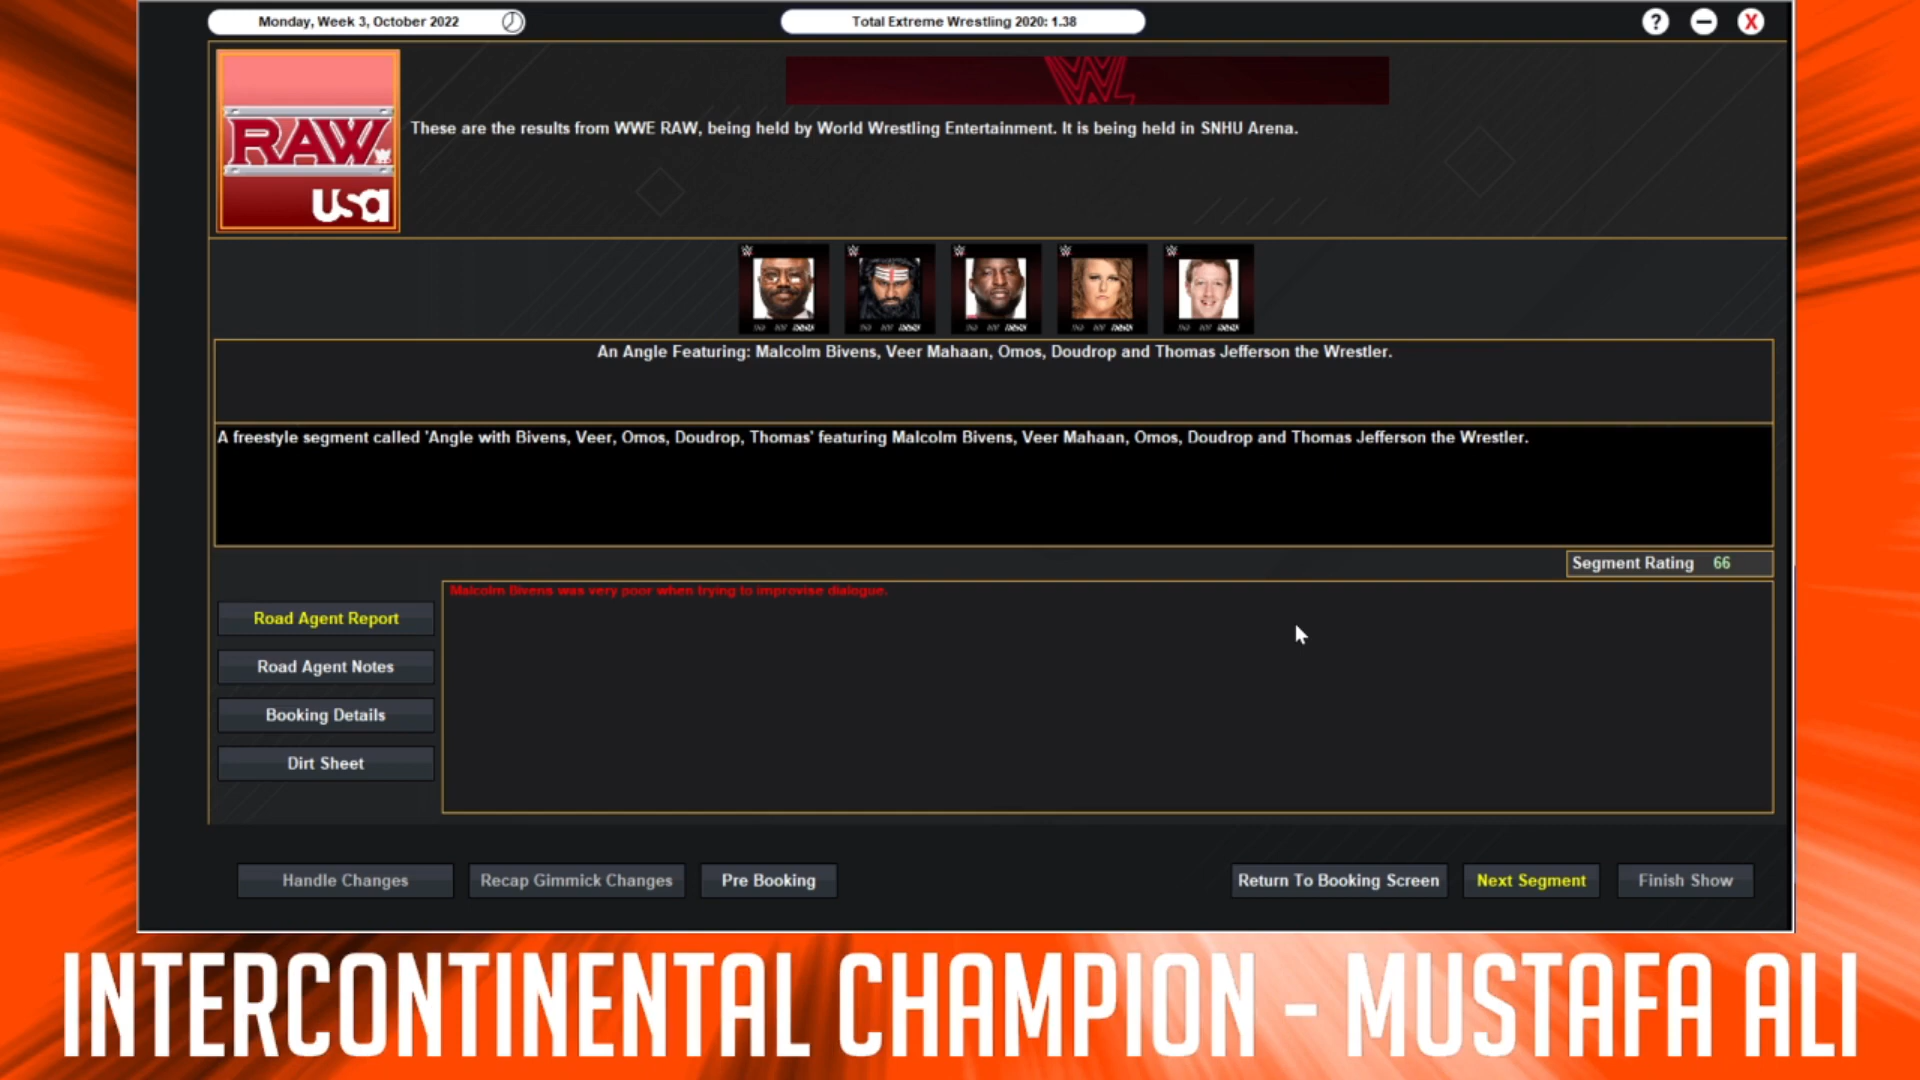 Monday, Week 3, October 2022
Total Extreme Wrestling 2020: 1.38
?
X
RAW
usa
These are the results from WWE RAW, being held by World Wrestling Entertainment. It is being held in SNHU Arena.
An Angle Featuring: Malcolm Bivens, Veer Mahaan, Omos, Doudrop and Thomas Jefferson the Wrestler.
A freestyle segment called 'Angle with Bivens, Veer, Omos, Doudrop, Thomas' featuring Malcolm Bivens, Veer Mahaan, Omos, Doudrop and Thomas Jefferson the Wrestler.
Segment Rating 66
Malcolm Bivens was very poor when trying to improvise dialogue.
Road Agent Report
Road Agent Notes
Booking Details
Dirt Sheet
Handle Changes
Recap Gimmick Changes
Pre Booking
Return To Booking Screen
Next Segment
Finish Show
INTERCONTINENTAL CHAMPION - MUSTAFA ALI